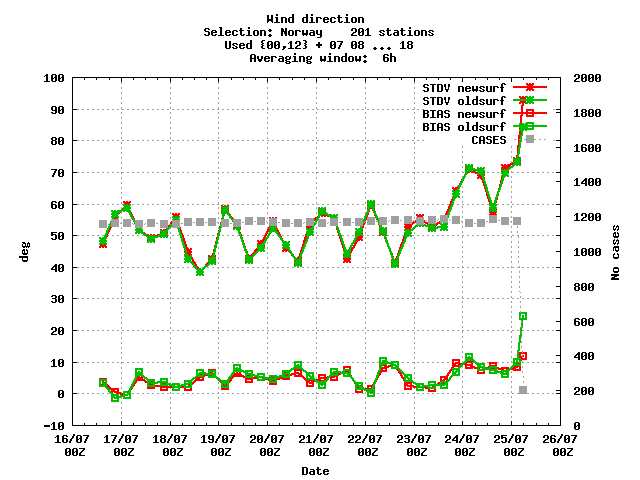 Wind direction
Selection: Norway    201 stations
Used {00,12} + 07 08 ... 18
Averaging window:  6h
100 2000
90 1800
80 1600
70 1400
60 1200
50 1000
40 800
30 600
20 400
10 200
0 0
-10
STDV newsurf
STDV oldsurf
BIAS newsurf
BIAS oldsurf
CASES
deg
No cases
16/07 17/07 18/07 19/07 20/07 21/07 22/07 23/07 24/07 25/07 26/07
00Z 00Z 00Z 00Z 00Z 00Z 00Z 00Z 00Z 00Z 00Z
Date